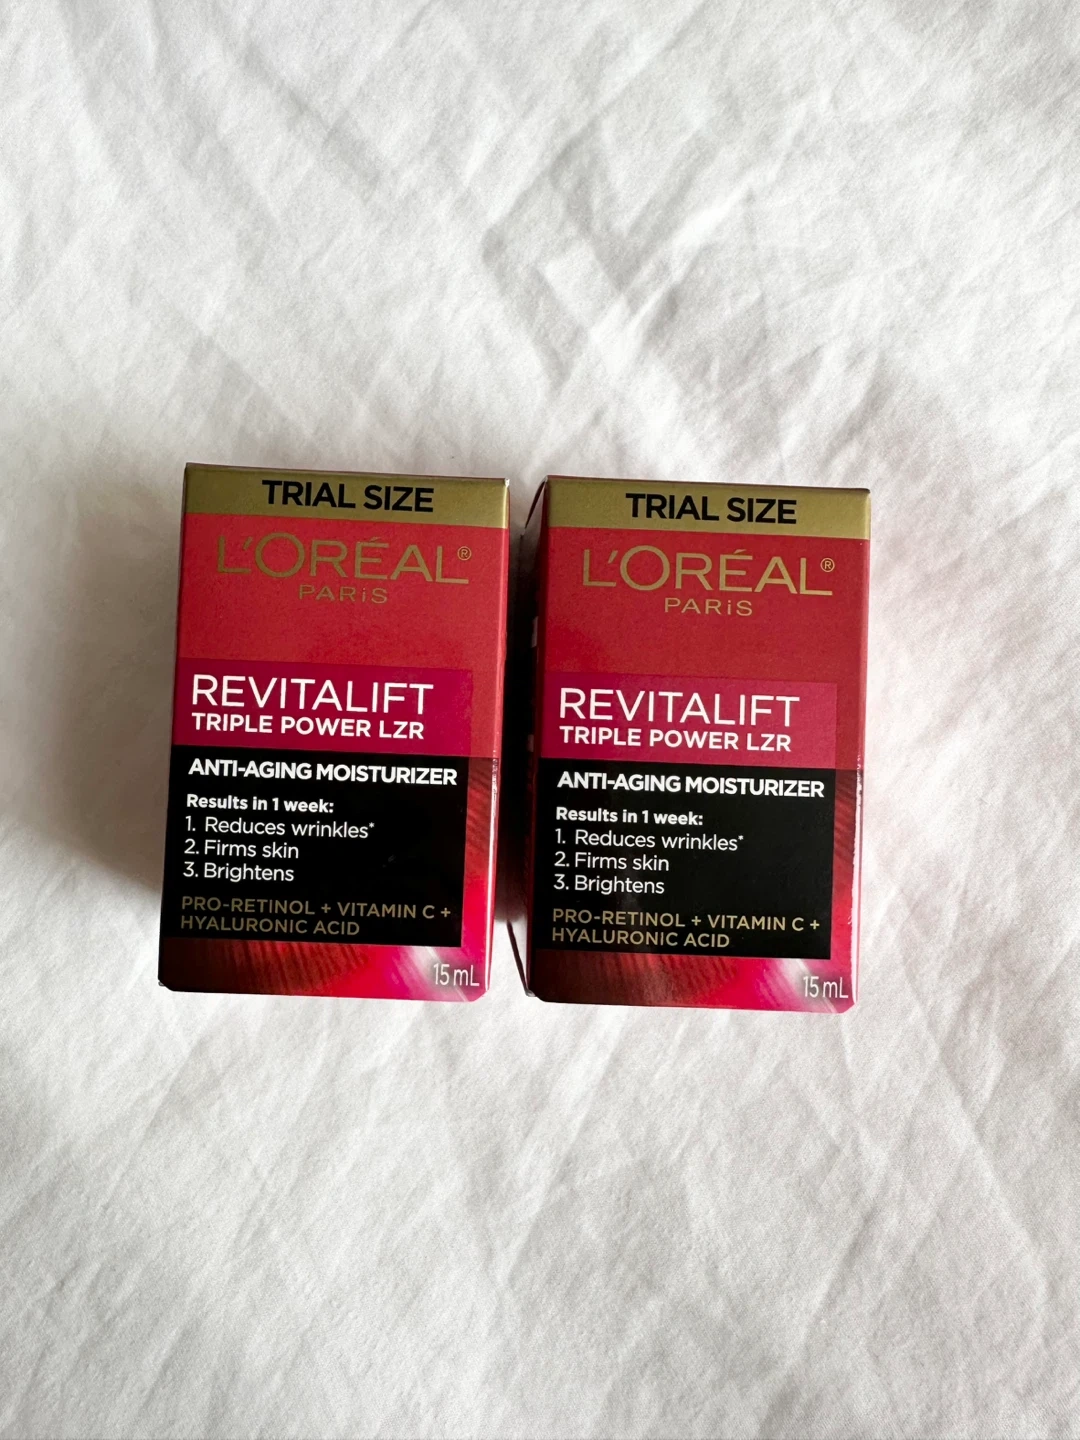 TRIAL SIZE
L'ORÉAL®
PARiS
REVITALIFT
TRIPLE POWER LZR
ANTI-AGING MOISTURIZER
Results in 1 week:
1. Reduces wrinkles*
2. Firms skin
3. Brightens
PRO-RETINOL + VITAMIN C +
HYALURONIC ACID
15 mL
TRIAL SIZE
L'ORÉAL®
PARiS
REVITALIFT
TRIPLE POWER LZR
ANTI-AGING MOISTURIZER
Results in 1 week:
1. Reduces wrinkles*
2. Firms skin
3. Brightens
PRO-RETINOL + VITAMIN C +
HYALURONIC ACID
15 mL